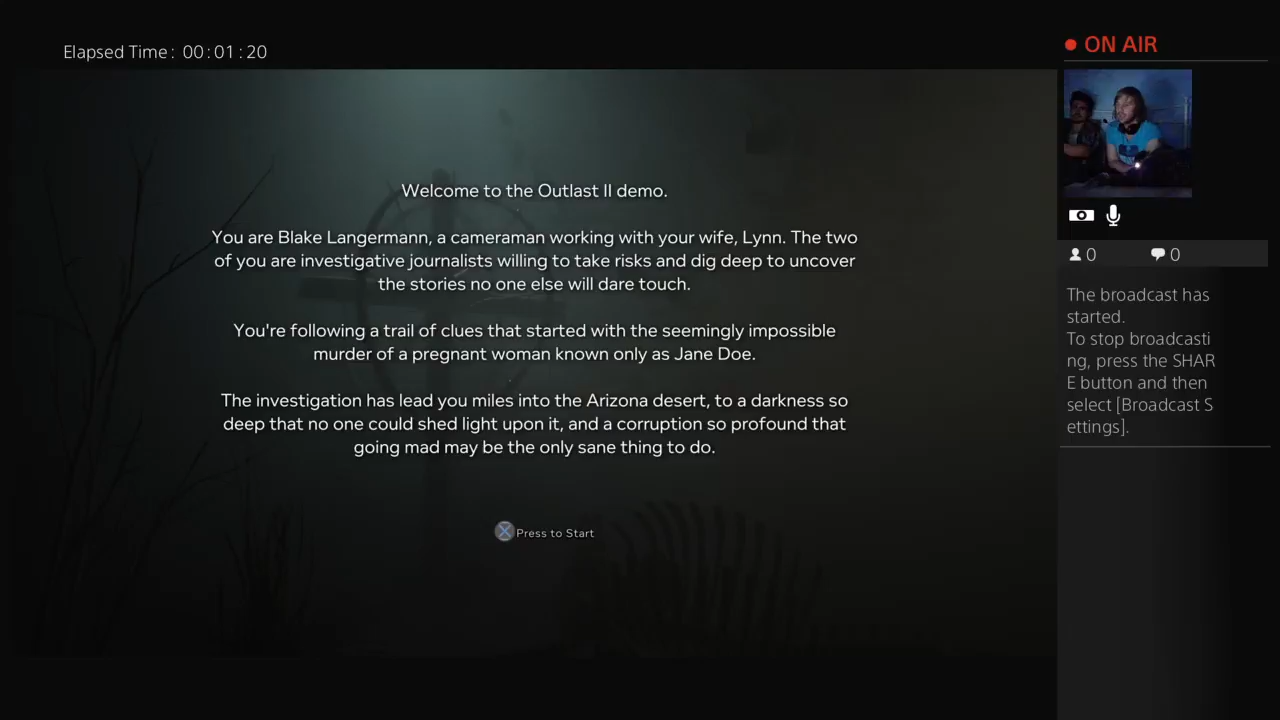 Elapsed Time: 00:01:20
ON AIR
Welcome to the Outlast II demo.
You are Blake Langermann, a cameraman working with your wife, Lynn. The two
of you are investigative journalists willing to take risks and dig deep to uncover
the stories no one else will dare touch.
You're following a trail of clues that started with the seemingly impossible
murder of a pregnant woman known only as Jane Doe.
The investigation has lead you miles into the Arizona desert, to a darkness so
deep that no one could shed light upon it, and a corruption so profound that
going mad may be the only sane thing to do.
Press to Start
0
0
The broadcast has
started.
To stop broadcasti
ng, press the SHAR
E button and then
select [Broadcast S
ettings].